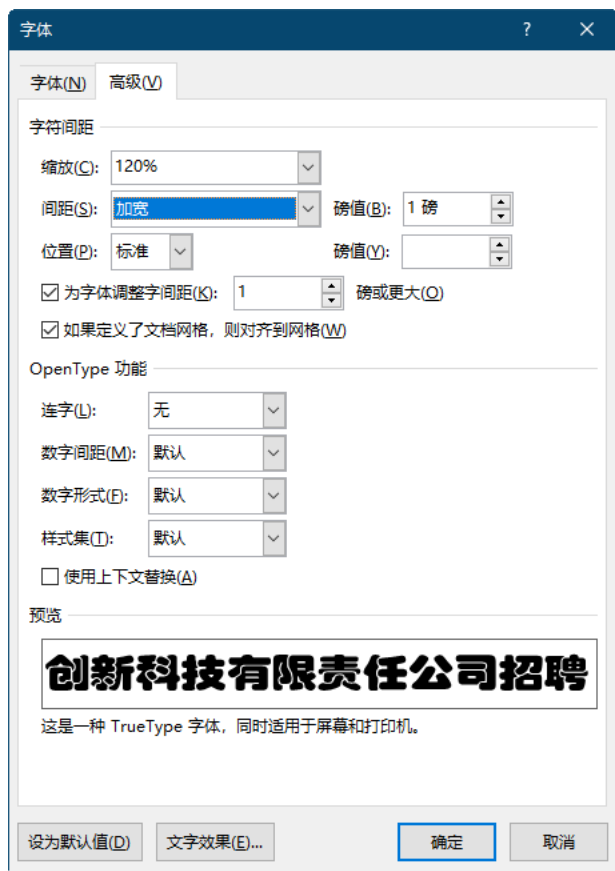 字体 ?
字体(N) 高级(V)
字符间距
缩放(C): 120%
间距(S): 加宽 磅值(B): 1 磅
位置(P): 标准 磅值(Y):
为字体调整字间距(K): 1 磅或更大(O)
如果定义了文档网格，则对齐到网格(W)
OpenType 功能
连字(L): 无
数字间距(M): 默认
数字形式(F): 默认
样式集(T): 默认
使用上下文替换(A)
预览
创新科技有限责任公司招聘
这是一种 TrueType 字体，同时适用于屏幕和打印机。
设为默认值(D) 文字效果(E)... 确定 取消